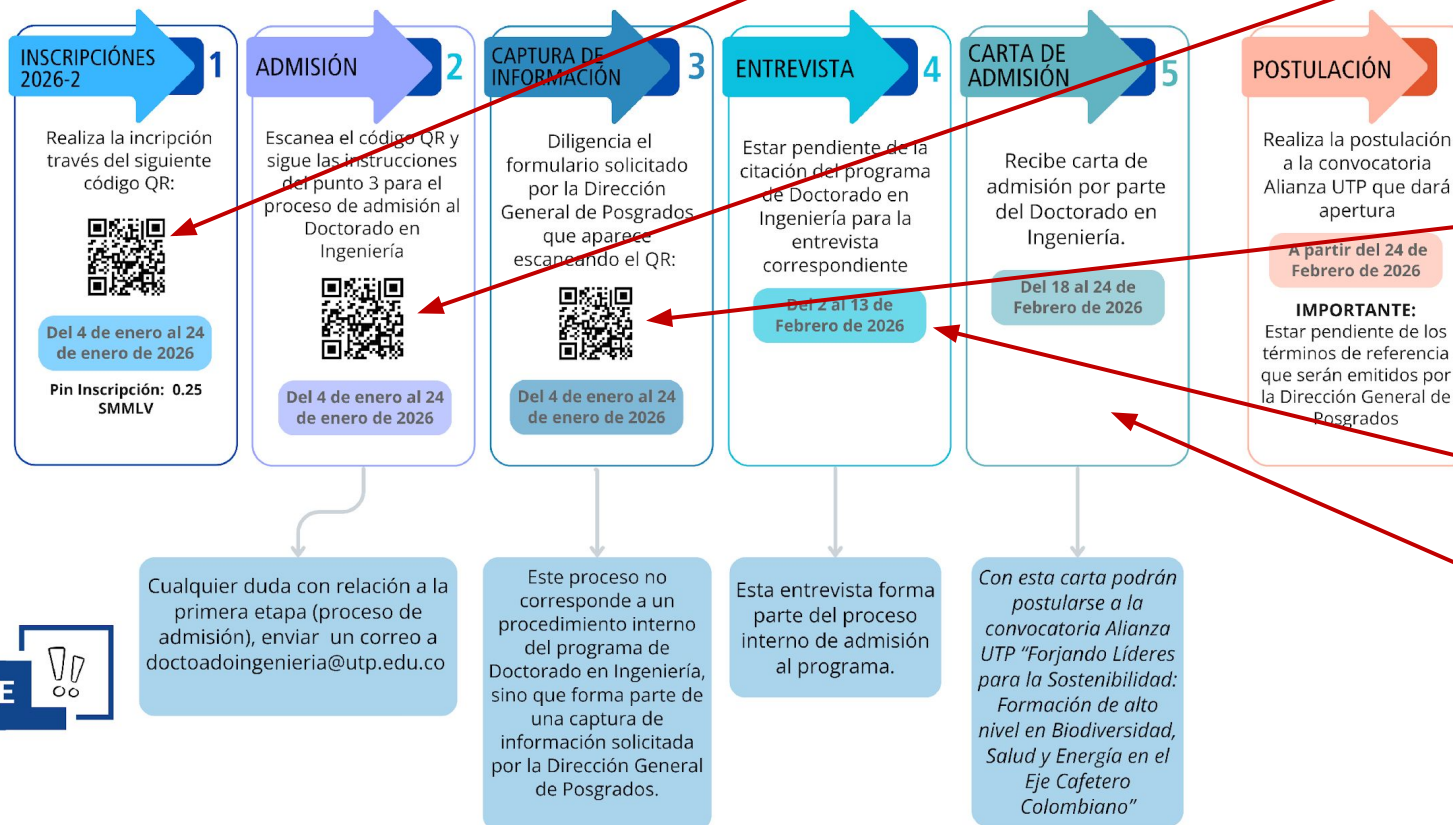 INSCRIPCIÓNES
2026-2
1
Realiza la incripción
través del siguiente
código QR:
Del 4 de enero al 24
de enero de 2026
Pin Inscripción: 0.25
SMMLV
ADMISIÓN
2
Escanea el código QR y
sigue las instrucciones
del punto 3 para el
proceso de admisión al
Doctorado en
Ingeniería
Del 4 de enero al 24
de enero de 2026
CAPTURA DE
INFORMACIÓN
3
Diligencia el
formulario solicitado
por la Dirección
General de Posgrados
que aparece
escaneando el QR:
Del 4 de enero al 24
de enero de 2026
ENTREVISTA
4
Estar pendiente de la
citación del programa
de Doctorado en
Ingeniería para la
entrevista
correspondiente
Del 2 al 13 de
Febrero de 2026
CARTA DE
ADMISIÓN
5
Recibe carta de
admisión por parte
del Doctorado en
Ingeniería.
Del 18 al 24 de
Febrero de 2026
POSTULACIÓN
Realiza la postulación
a la convocatoria
Alianza UTP que dará
apertura
A partir del 24 de
Febrero de 2026
IMPORTANTE:
Estar pendiente de los
términos de referencia
que serán emitidos por
la Dirección General de
Posgrados
Cualquier duda con relación a la
primera etapa (proceso de
admisión), enviar un correo a
doctoadoingenieria@utp.edu.co
Este proceso no
corresponde a un
procedimiento interno
del programa de
Doctorado en Ingeniería,
sino que forma parte de
una captura de
información solicitada
por la Dirección General
de Posgrados.
Esta entrevista forma
parte del proceso
interno de admisión
al programa.
Con esta carta podrán
postularse a la
convocatoria Alianza
UTP "Forjando Líderes
para la Sostenibilidad:
Formación de alto
nivel en Biodiversidad,
Salud y Energía en el
Eje Cafetero
Colombiano"
E
!!